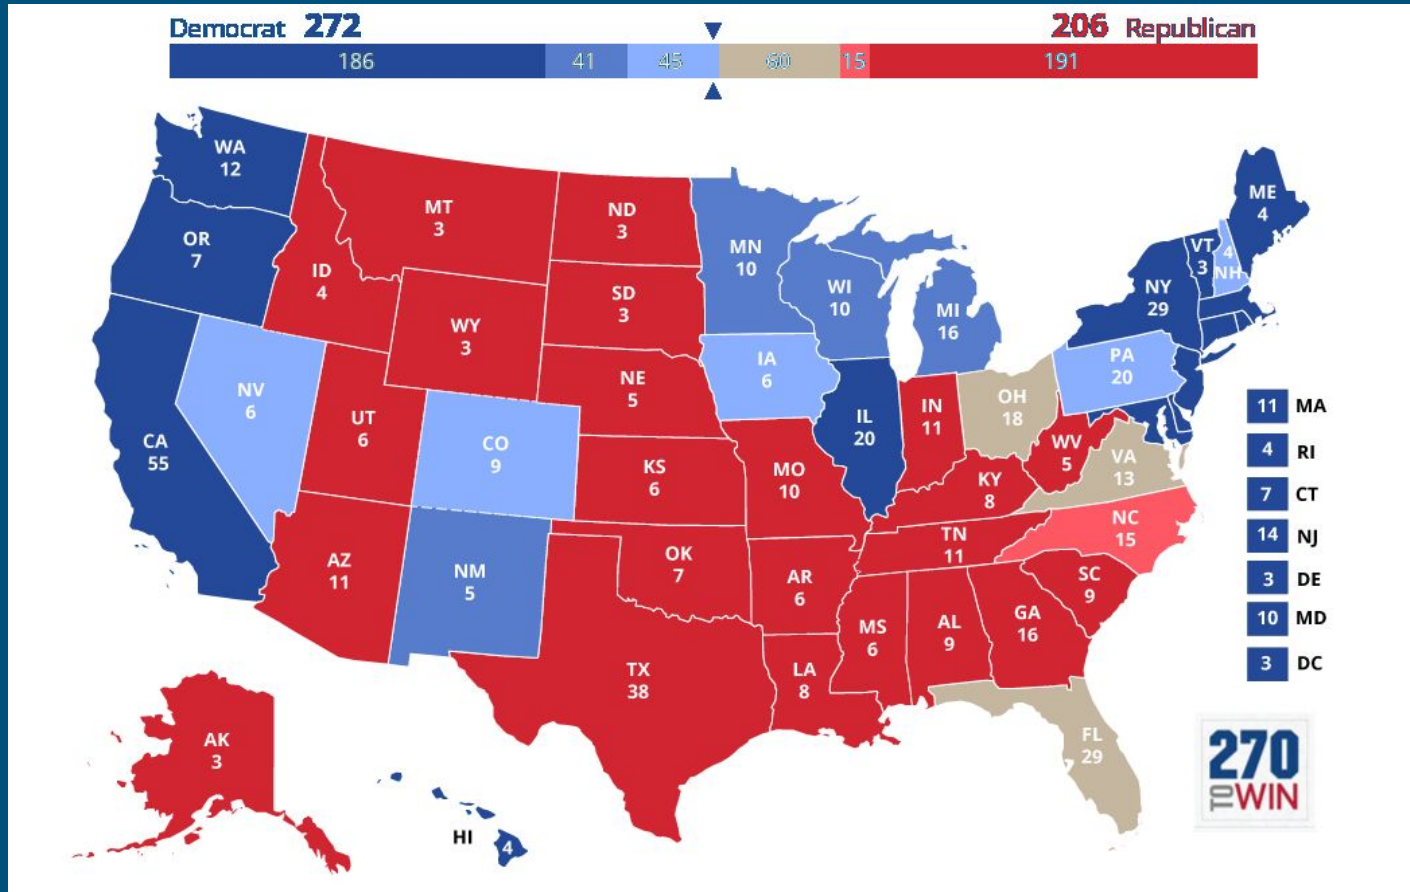 Democrat 272
206 Republican
186 41 45 60 15 191
WA
12
OR
7
CA
55
NV
6
ID
4
MT
3
WY
3
UT
6
AZ
11
CO
9
NM
5
ND
3
SD
3
NE
5
KS
6
OK
7
TX
38
MN
10
IA
6
MO
10
AR
6
LA
8
WI
10
IL
20
MI
16
IN
11
OH
18
KY
8
TN
11
MS
6
AL
9
GA
16
FL
29
SC
9
NC
15
VA
13
WV
5
PA
20
NY
29
VT
3
4
NH
ME
4
11 MA
4 RI
7 CT
14 NJ
3 DE
10 MD
3 DC
AK
3
HI
4
270
TO WIN